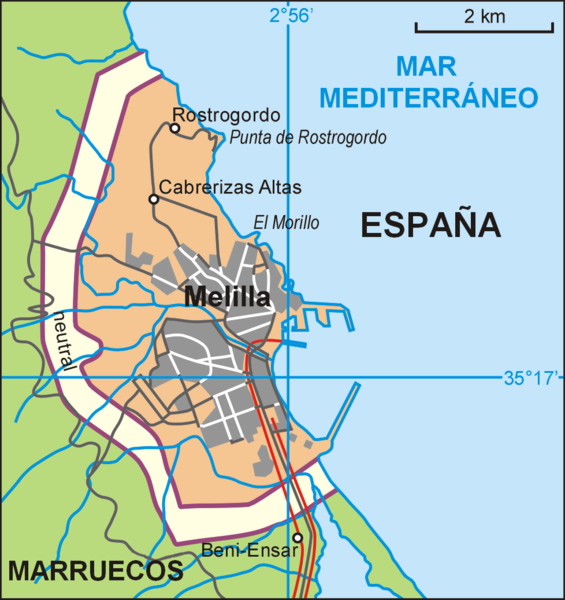 2°56'
2 km
MAR
MEDITERRÁNEO
Rostrogordo
Punta de Rostrogordo
Cabrerizas Altas
El Morillo
ESPAÑA
Melilla
neutral
35°17'
Beni-Ensar
MARRUECOS